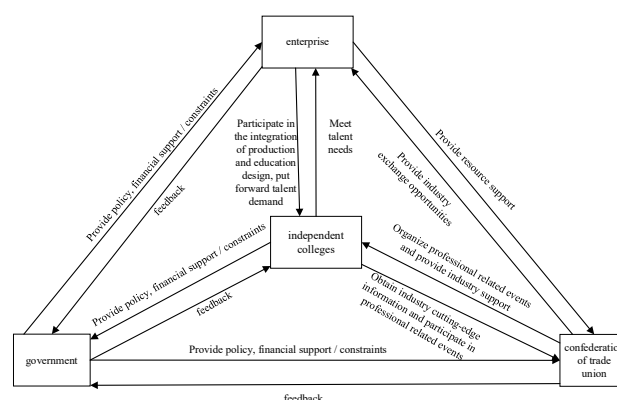 enterprise
Provide policy, financial support / constraints
feedback
Participate in
the integration
of production
and education
design, put
forward talent
demand
Meet
talent
needs
Provide industry
exchange opportunities
Provide resource support
independent
colleges
Organize professional related events
and provide industry support
Provide policy, financial support / constraints
feedback
Obtain industry cutting-edge
information and participate in
professional related events
government
Provide policy, financial support / constraints
confederation
of trade
union
feedback